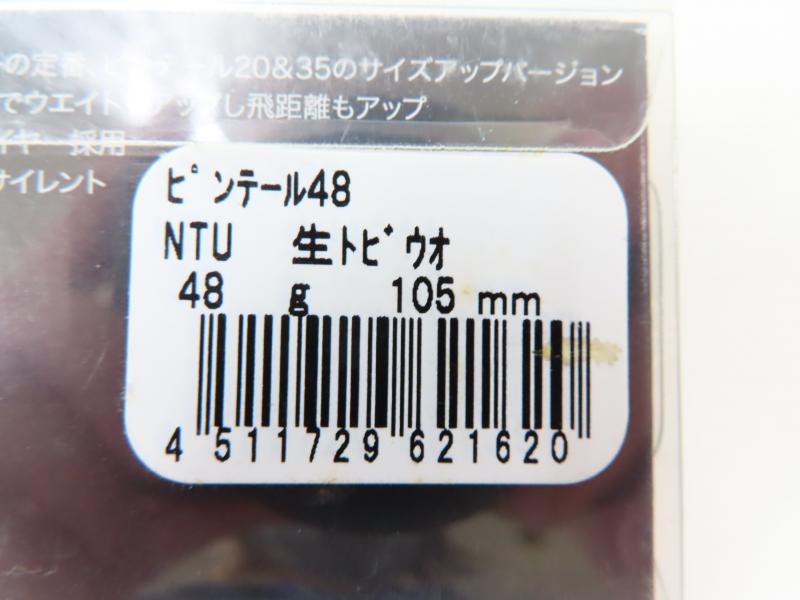 の定番、ピンテール20&35のサイズアップバージョン
でウエイトもアップし飛距離もアップ
イヤー採用
サイレント
ﾋﾟﾝﾃｰﾙ48
NTU 生ﾄﾋﾞｳｵ
48 g 105 mm
4 511729 621620